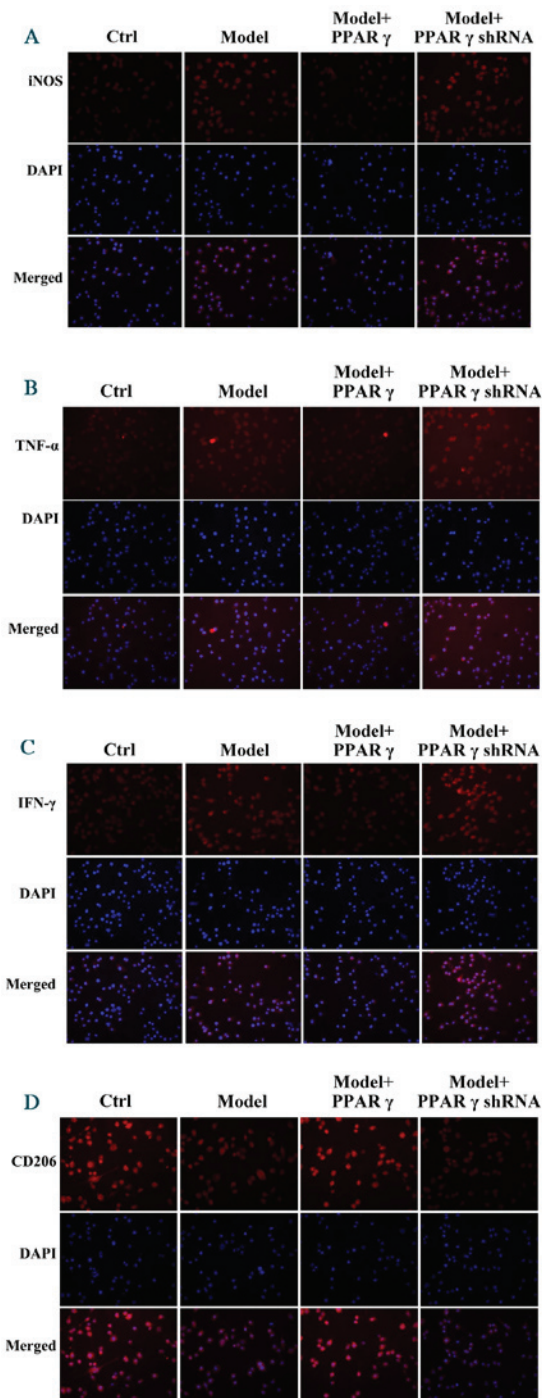 A
Ctrl
Model
Model+
PPAR γ
Model+
PPAR γ shRNA
iNOS
DAPI
Merged
B
Ctrl
Model
Model+
PPAR γ
Model+
PPAR γ shRNA
TNF-α
DAPI
Merged
C
Ctrl
Model
Model+
PPAR γ
Model+
PPAR γ shRNA
IFN-γ
DAPI
Merged
D
Ctrl
Model
Model+
PPAR γ
Model+
PPAR γ shRNA
CD206
DAPI
Merged